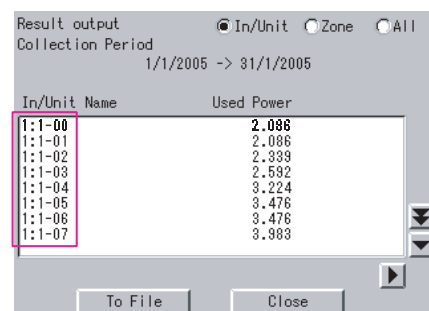 Result output In/Unit Zone All
Collection Period
1/1/2005 -> 31/1/2005
In/Unit Name Used Power
1:1-00 2.086
1:1-01 2.086
1:1-02 2.339
1:1-03 2.592
1:1-04 3.224
1:1-05 3.476
1:1-06 3.476
1:1-07 3.983
To File Close